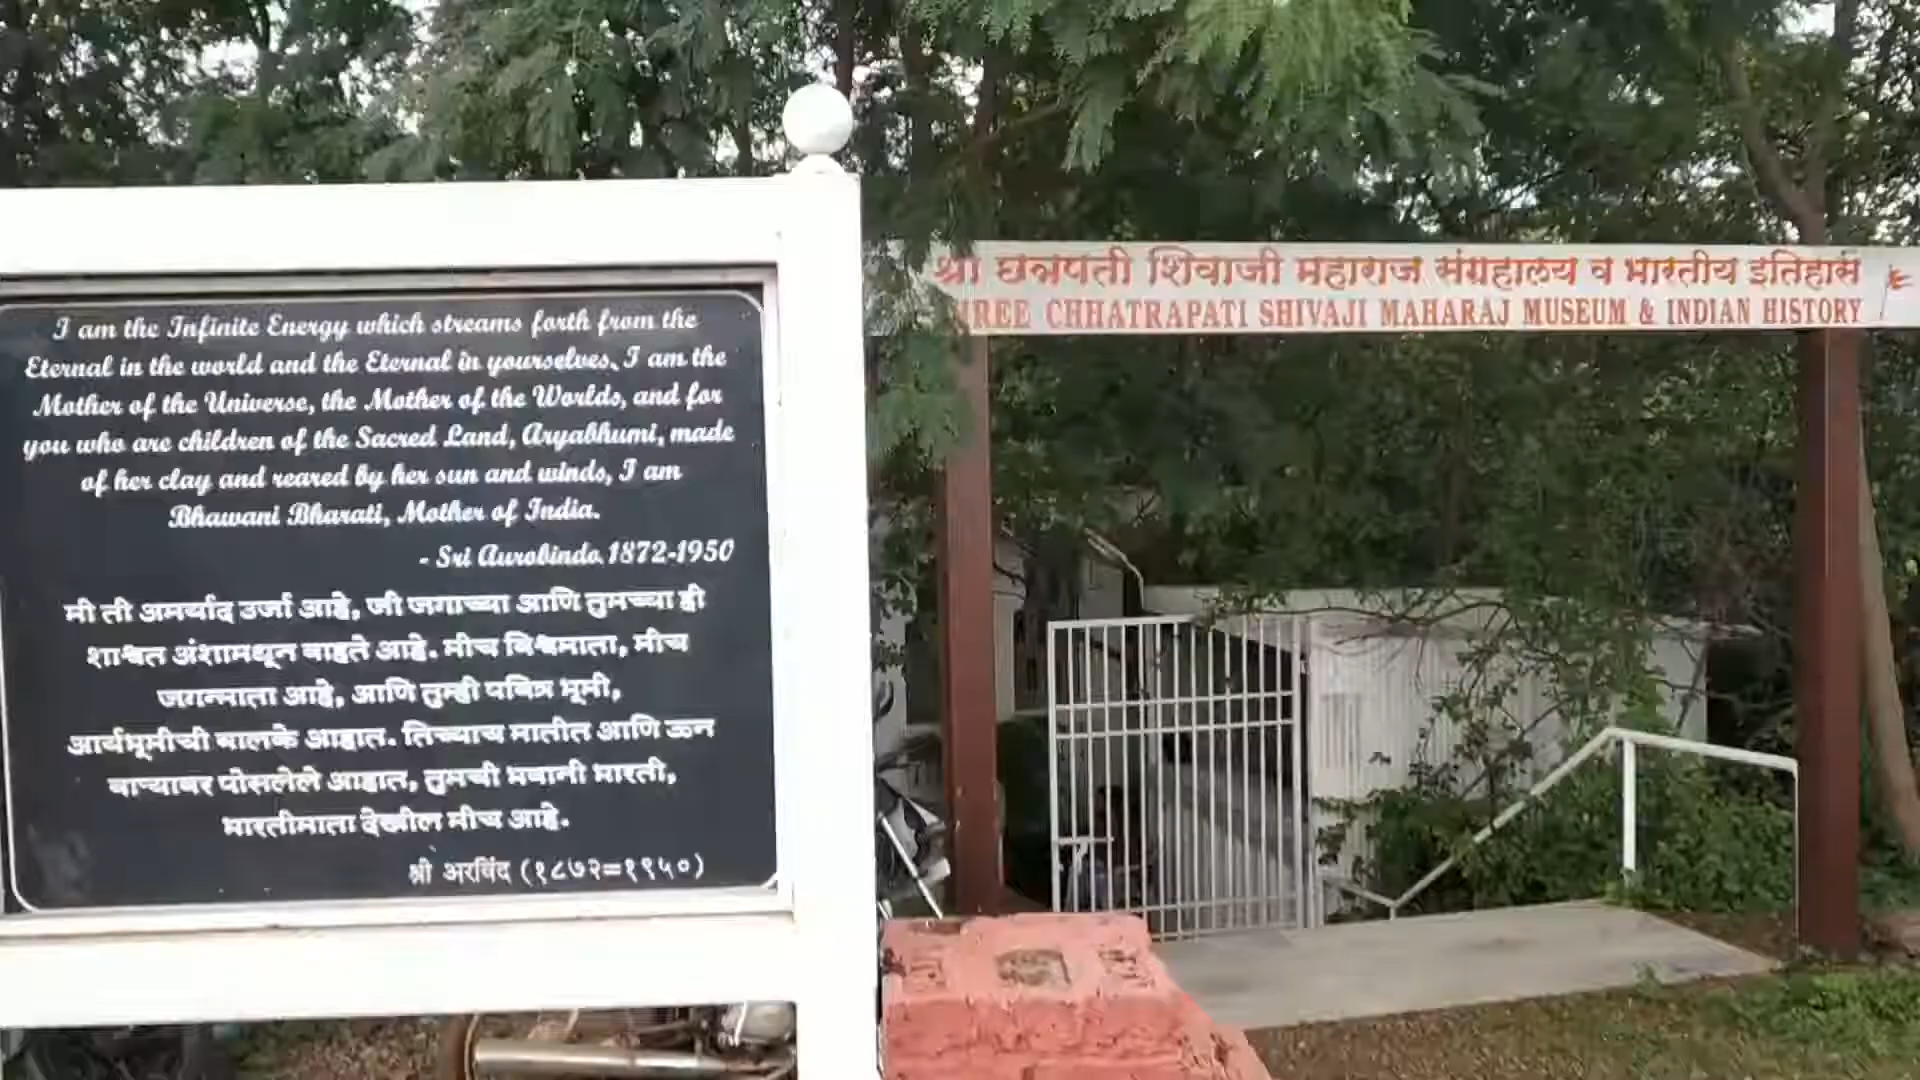 I am the Infinite Energy which streams forth from the
Eternal in the world and the Eternal in yourselves, I am the
Mother of the Universe, the Mother of the Worlds, and for
you who are children of the Sacred Land, Aryabhumi, made
of her clay and reared by her sun and winds, I am
Bhawani Bharati, Mother of India.
- Sri Aurobindo, 1872-1950
मी ती अमर्याद उर्जा आहे, जी जगाच्या आणि तुमच्या ही
शाश्वत अंशामधून वाहते आहे. मीच विश्वमाता, मीच
जगन्माता आहे, आणि तुम्ही पवित्र भूमी,
आर्यभूमीची बालके आहात. तिच्याच मातीत आणि ऊन
वाऱ्यावर पोसलेले आहात, तुमची भवानी भारती,
भारतीमाता देखील मीच आहे.
श्री अरविंद (१८७२=१९५०)
श्री छत्रपती शिवाजी महाराज संग्रहालय व भारतीय इतिहास
SHREE CHHATRAPATI SHIVAJI MAHARAJ MUSEUM & INDIAN HISTORY